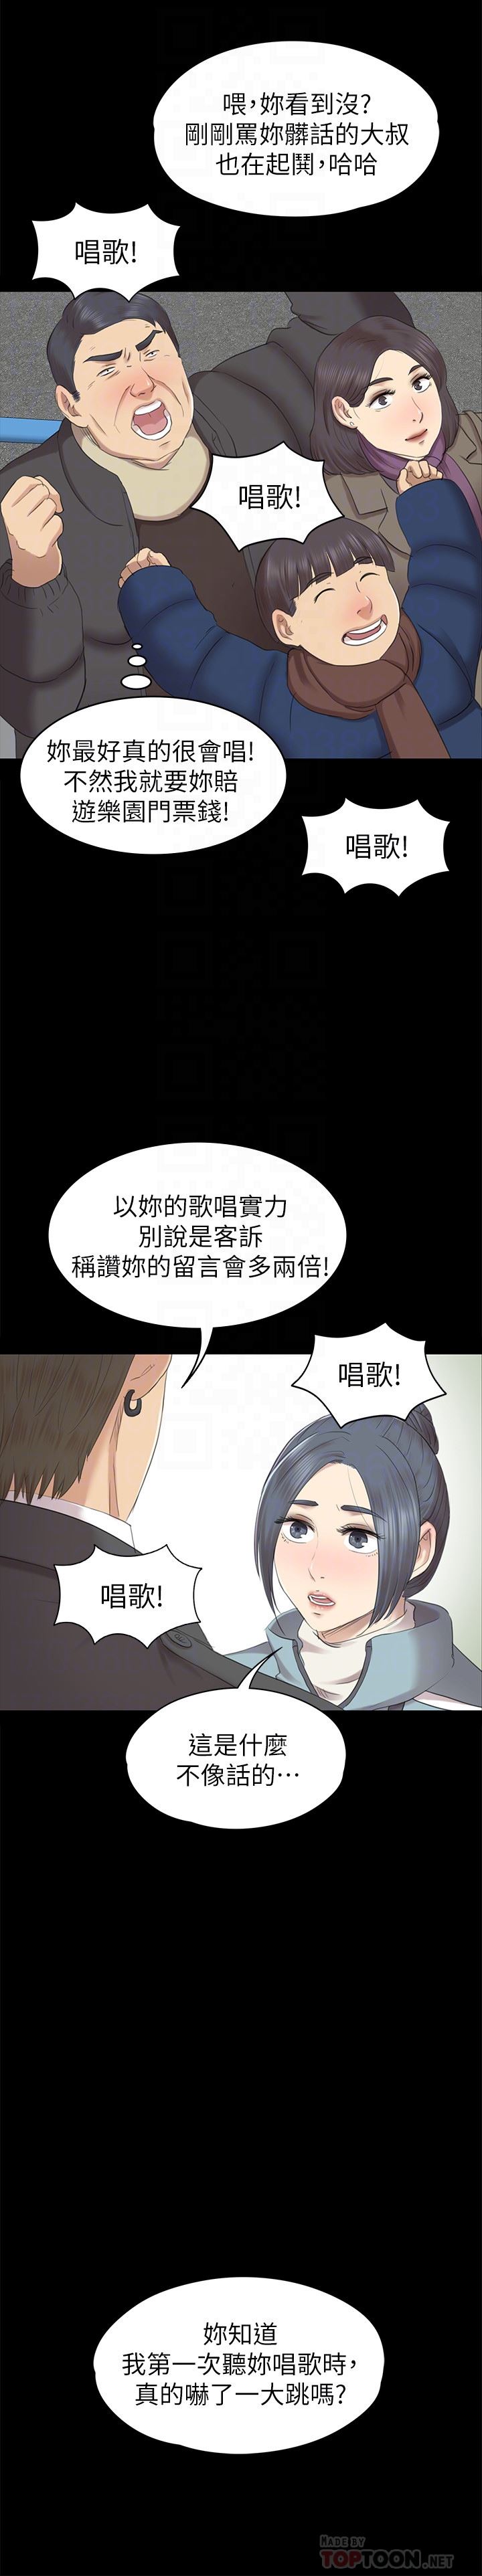 喂,妳看到沒?
剛剛罵妳髒話的大叔
也在起鬨,哈哈
唱歌!
唱歌!
妳最好真的很會唱!
不然我就要妳賠
遊樂園門票錢!
唱歌!
以妳的歌唱實力
別說是客訴
稱讚妳的留言會多兩倍!
唱歌!
唱歌!
這是什麼
不像話的…
妳知道
我第一次聽妳唱歌時,
真的嚇了一大跳嗎?
MADE BY
TOPTOON.NET